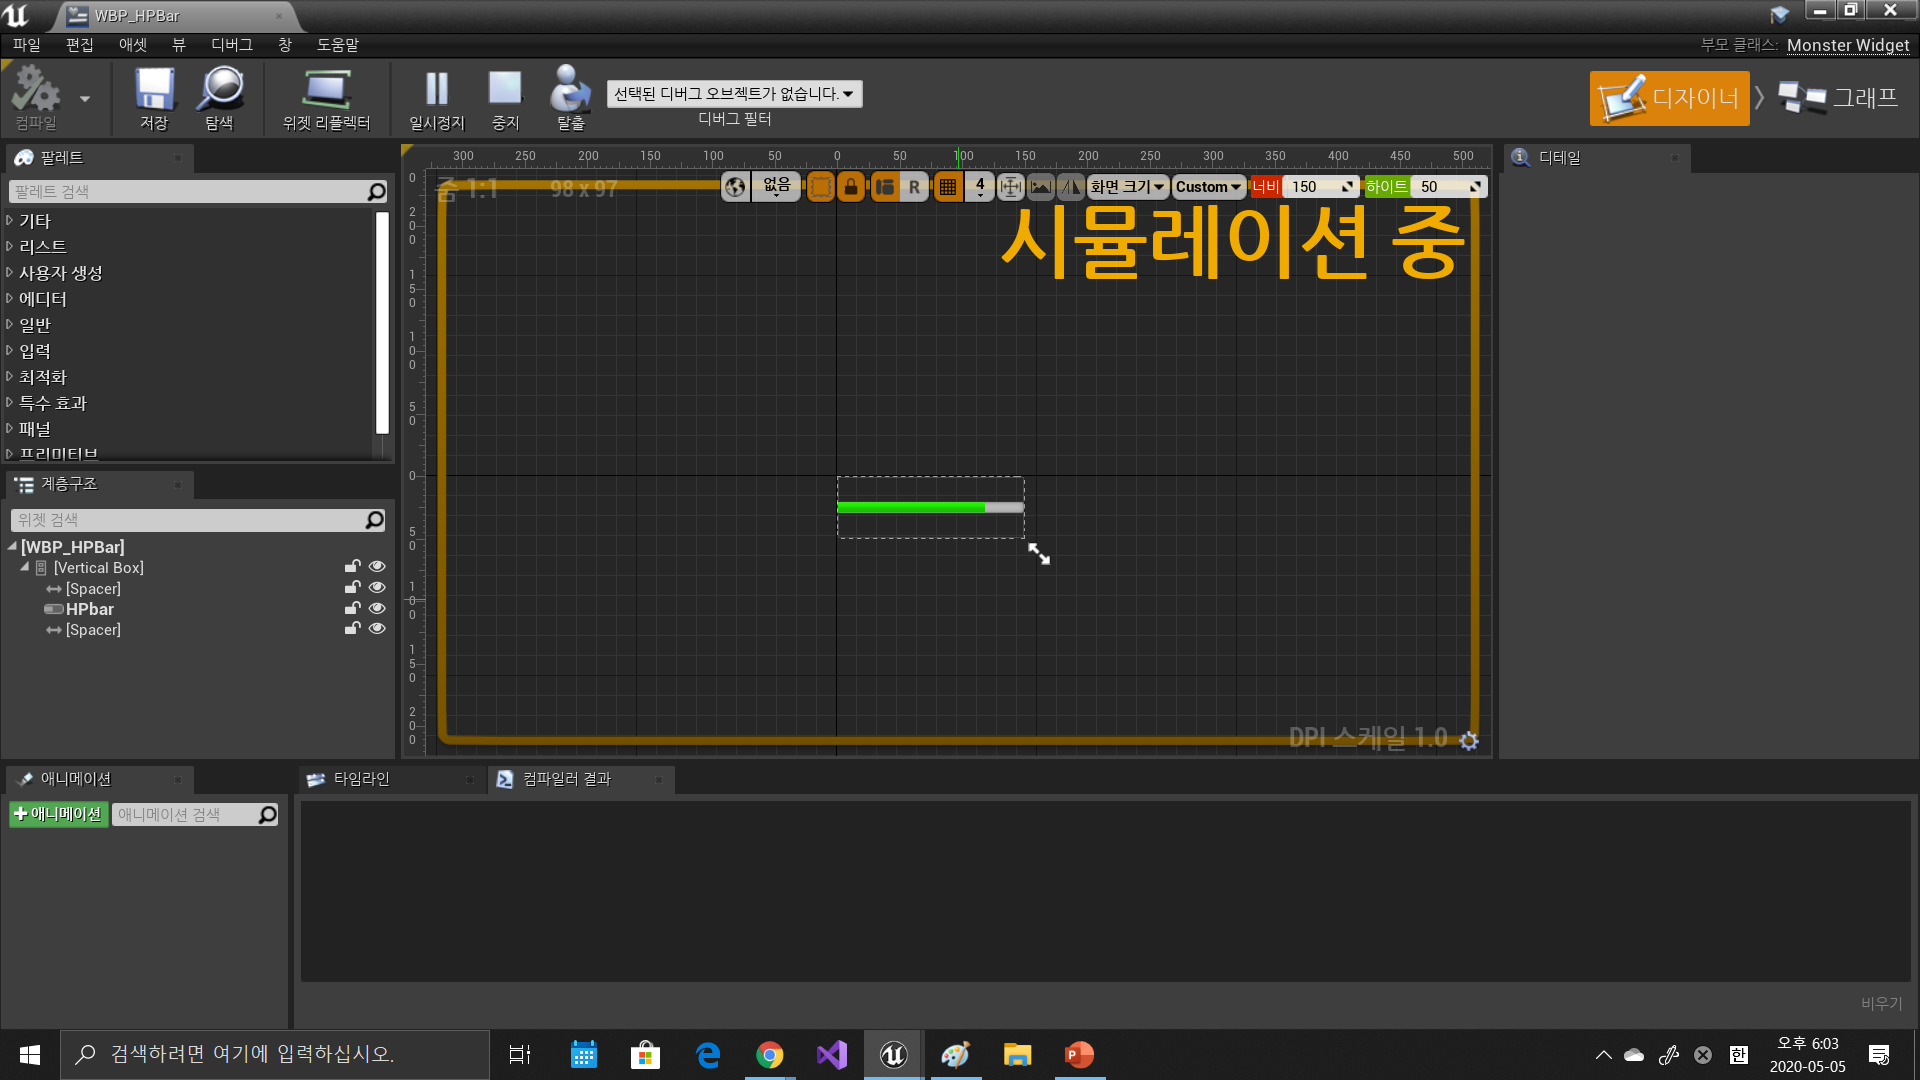 WBP_HPBar
파일 편집 애셋 뷰 디버그 창 도움말
부모 클래스: Monster Widget
컴파일
저장
탐색
위젯 리플렉터
일시정지
중지
탈출
선택된 디버그 오브젝트가 없습니다.
디버그 필터
디자이너
그래프
팔레트
팔레트 검색
기타
리스트
사용자 생성
에디터
일반
입력
최적화
특수 효과
패널
프리미티브
계층구조
위젯 검색
[WBP_HPBar]
[Vertical Box]
[Spacer]
HPbar
[Spacer]
300 250 200 150 100 50 0 50 100 150 200 250 300 350 400 450 500
0
200
150
100
50
0
50
100
150
200
줌 1:1
98 x 97
없음
R
4
화면 크기
Custom
너비 150
하이트 50
시뮬레이션 중
DPI 스케일 1.0
디테일
애니메이션
애니메이션
애니메이션 검색
타임라인
컴파일러 결과
비우기
검색하려면 여기에 입력하십시오.
한
오후 6:03
2020-05-05